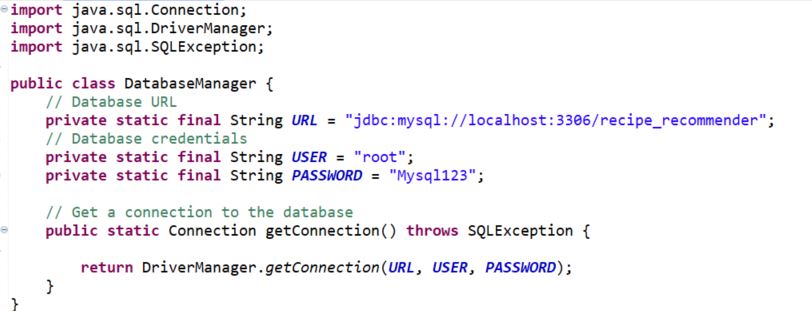 import java.sql.Connection;
import java.sql.DriverManager;
import java.sql.SQLException;
public class DatabaseManager {
// Database URL
private static final String URL = "jdbc:mysql://localhost:3306/recipe_recommender";
// Database credentials
private static final String USER = "root";
private static final String PASSWORD = "Mysql123";
// Get a connection to the database
public static Connection getConnection() throws SQLException {
return DriverManager.getConnection(URL, USER, PASSWORD);
}
}